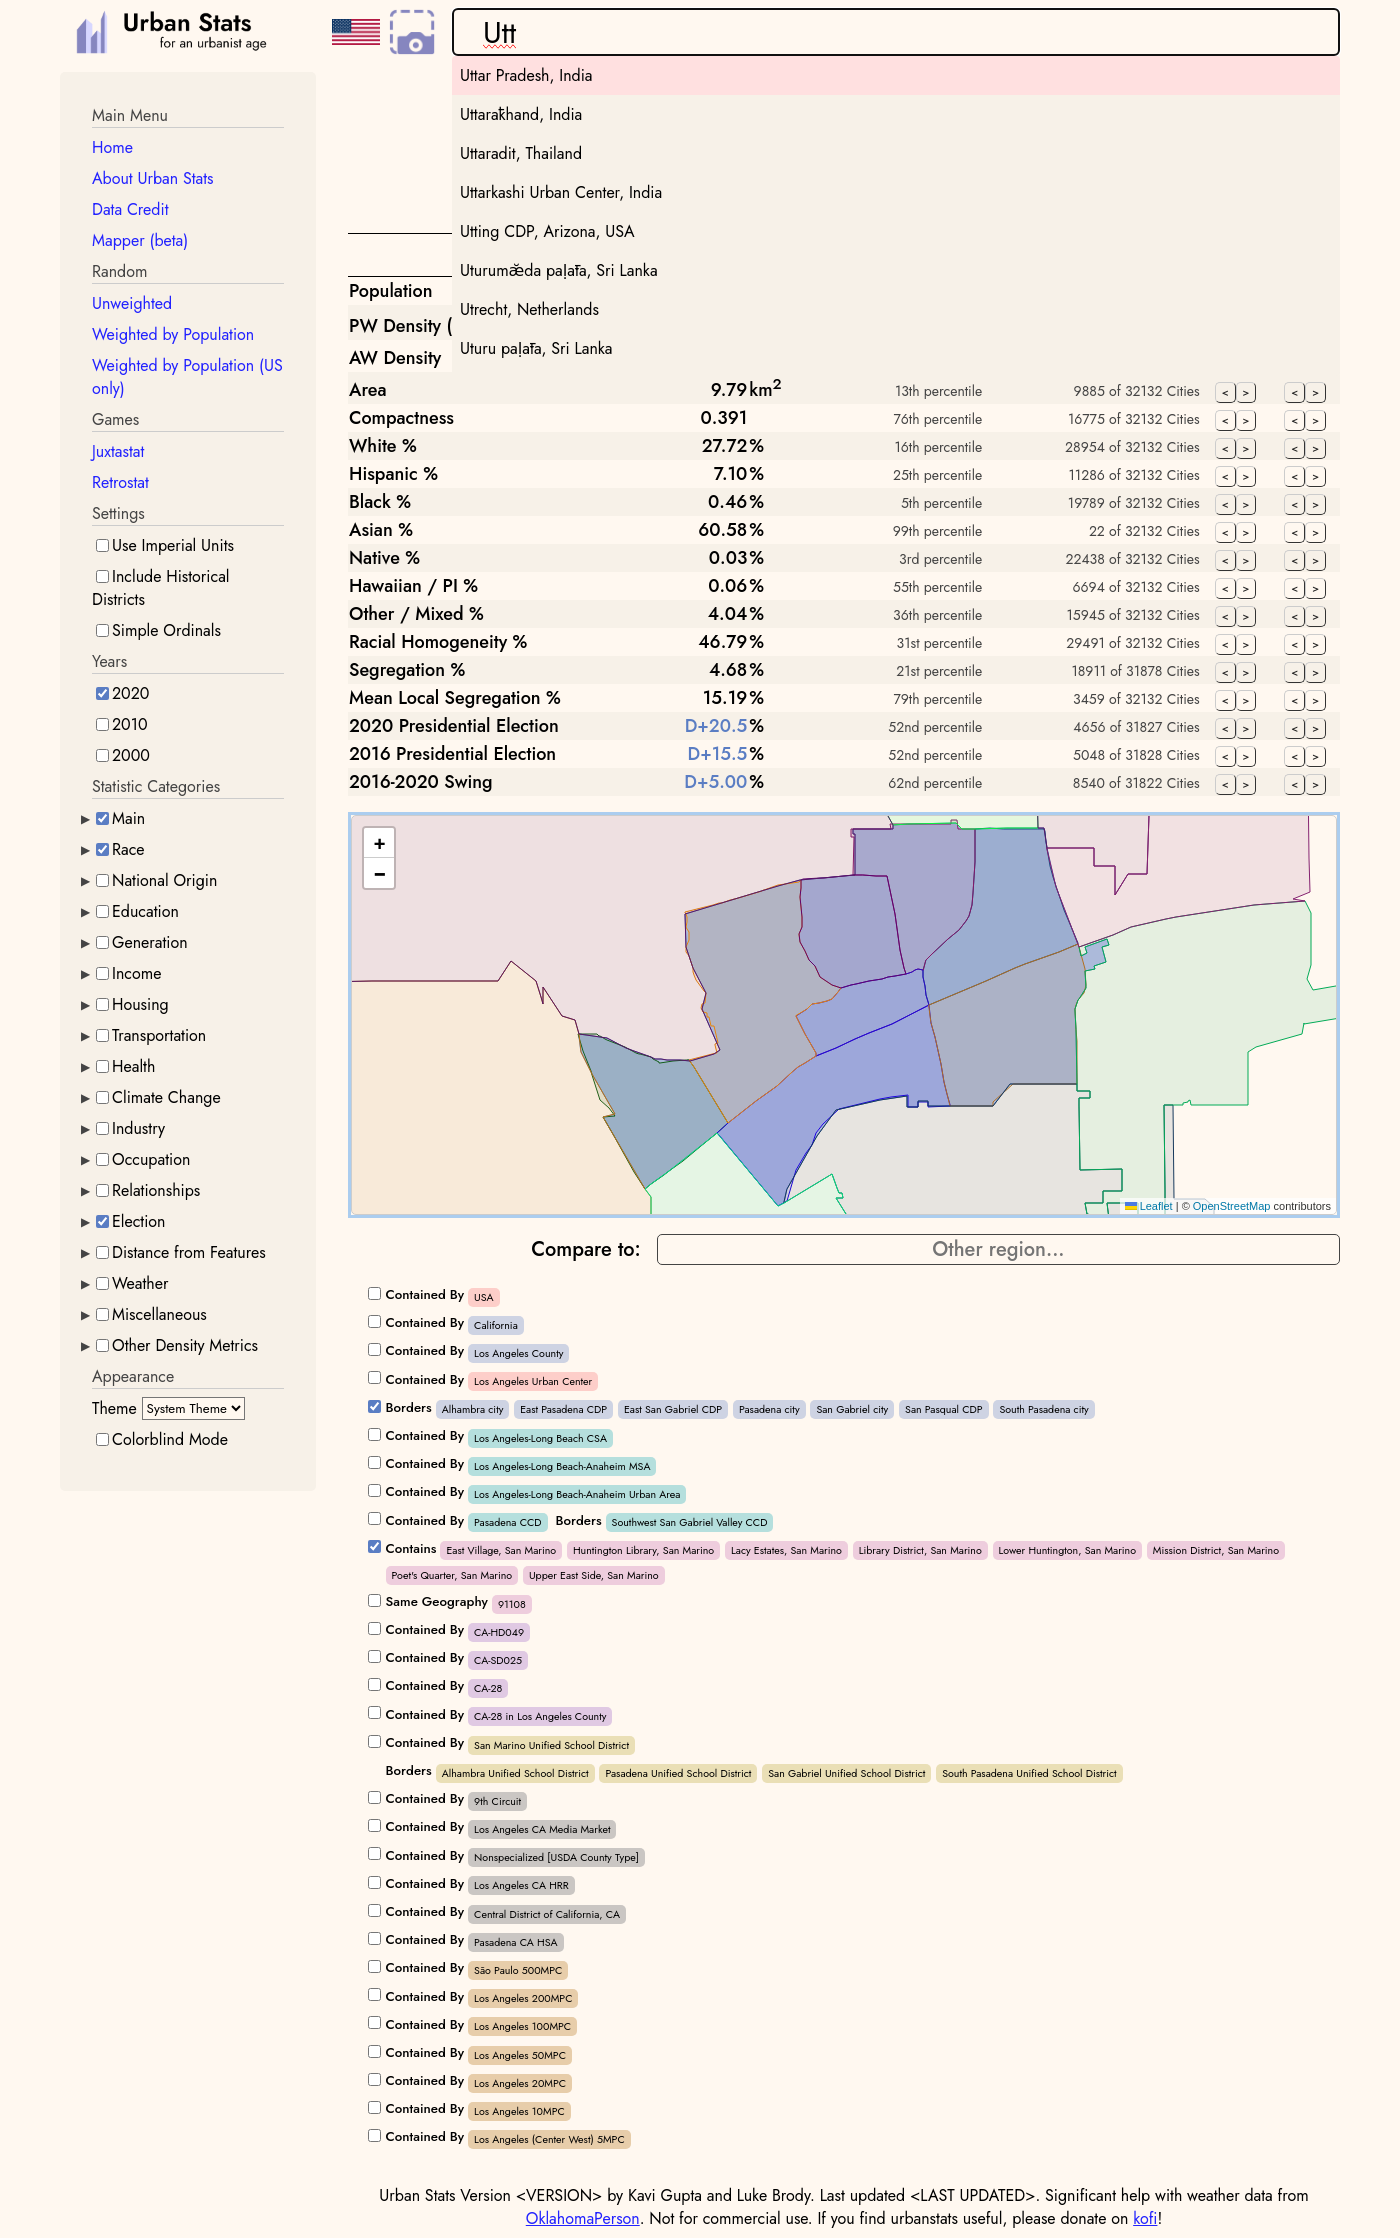 Urban Stats
for an urbanist age
Utt
Uttar Pradesh, India
Uttarākhand, India
Uttaradit, Thailand
Uttarkashi Urban Center, India
Utting CDP, Arizona, USA
Utrecht, Netherlands
Main Menu
Home
About Urban Stats
Data Credit
Mapper (beta)
Random
Unweighted
Weighted by Population
Weighted by Population (US
only)
Games
Juxtastat
Retrostat
Settings
Use Imperial Units
Include Historical
Districts
Simple Ordinals
Years
2020
2010
2000
Statistic Categories
▶ Main
▶ Race
▶ National Origin
▶ Education
▶ Generation
▶ Income
▶ Housing
▶ Transportation
▶ Health
▶ Climate Change
▶ Industry
▶ Occupation
▶ Relationships
▶ Election
▶ Distance from Features
▶ Weather
▶ Miscellaneous
▶ Other Density Metrics
Appearance
Theme System Theme
Colorblind Mode
Population
PW Density (
AW Density
Area 9.79 km² 13th percentile 9885 of 32132 Cities < > < >
Compactness 0.391 76th percentile 16775 of 32132 Cities < > < >
White % 27.72% 16th percentile 28954 of 32132 Cities < > < >
Hispanic % 7.10% 25th percentile 11286 of 32132 Cities < > < >
Black % 0.46% 5th percentile 19789 of 32132 Cities < > < >
Asian % 60.58% 99th percentile 22 of 32132 Cities < > < >
Native % 0.03% 3rd percentile 22438 of 32132 Cities < > < >
Hawaiian / PI % 0.06% 55th percentile 6694 of 32132 Cities < > < >
Other / Mixed % 4.04% 36th percentile 15945 of 32132 Cities < > < >
Racial Homogeneity % 46.79% 31st percentile 29491 of 32132 Cities < > < >
Segregation % 4.68% 21st percentile 18911 of 31878 Cities < > < >
Mean Local Segregation % 15.19% 79th percentile 3459 of 32132 Cities < > < >
2020 Presidential Election D+20.5% 52nd percentile 4656 of 31827 Cities < > < >
2016 Presidential Election D+15.5% 52nd percentile 5048 of 31828 Cities < > < >
2016-2020 Swing D+5.00% 62nd percentile 8540 of 31822 Cities < > < >
+
−
Leaflet | © OpenStreetMap contributors
Compare to: Other region...
Contained By USA
Contained By California
Contained By Los Angeles County
Contained By Los Angeles Urban Center
Borders Alhambra city East Pasadena CDP East San Gabriel CDP Pasadena city San Gabriel city San Pasqual CDP South Pasadena city
Contained By Los Angeles-Long Beach CSA
Contained By Los Angeles-Long Beach-Anaheim MSA
Contained By Los Angeles-Long Beach-Anaheim Urban Area
Contained By Pasadena CCD Borders Southwest San Gabriel Valley CCD
Contains East Village, San Marino Huntington Library, San Marino Lacy Estates, San Marino Library District, San Marino Lower Huntington, San Marino Mission District, San Marino
Poet's Quarter, San Marino Upper East Side, San Marino
Same Geography 91108
Contained By CA-HD049
Contained By CA-SD025
Contained By CA-28
Contained By CA-28 in Los Angeles County
Contained By San Marino Unified School District
Borders Alhambra Unified School District Pasadena Unified School District San Gabriel Unified School District South Pasadena Unified School District
Contained By 9th Circuit
Contained By Los Angeles CA Media Market
Contained By Nonspecialized [USDA County Type]
Contained By Los Angeles CA HRR
Contained By Central District of California, CA
Contained By Pasadena CA HSA
Contained By São Paulo 500MPC
Contained By Los Angeles 200MPC
Contained By Los Angeles 100MPC
Contained By Los Angeles 50MPC
Contained By Los Angeles 20MPC
Contained By Los Angeles 10MPC
Contained By Los Angeles (Center West) 5MPC
Urban Stats Version <VERSION> by Kavi Gupta and Luke Brody. Last updated <LAST UPDATED>. Significant help with weather data from
OklahomaPerson. Not for commercial use. If you find urbanstats useful, please donate on kofi!